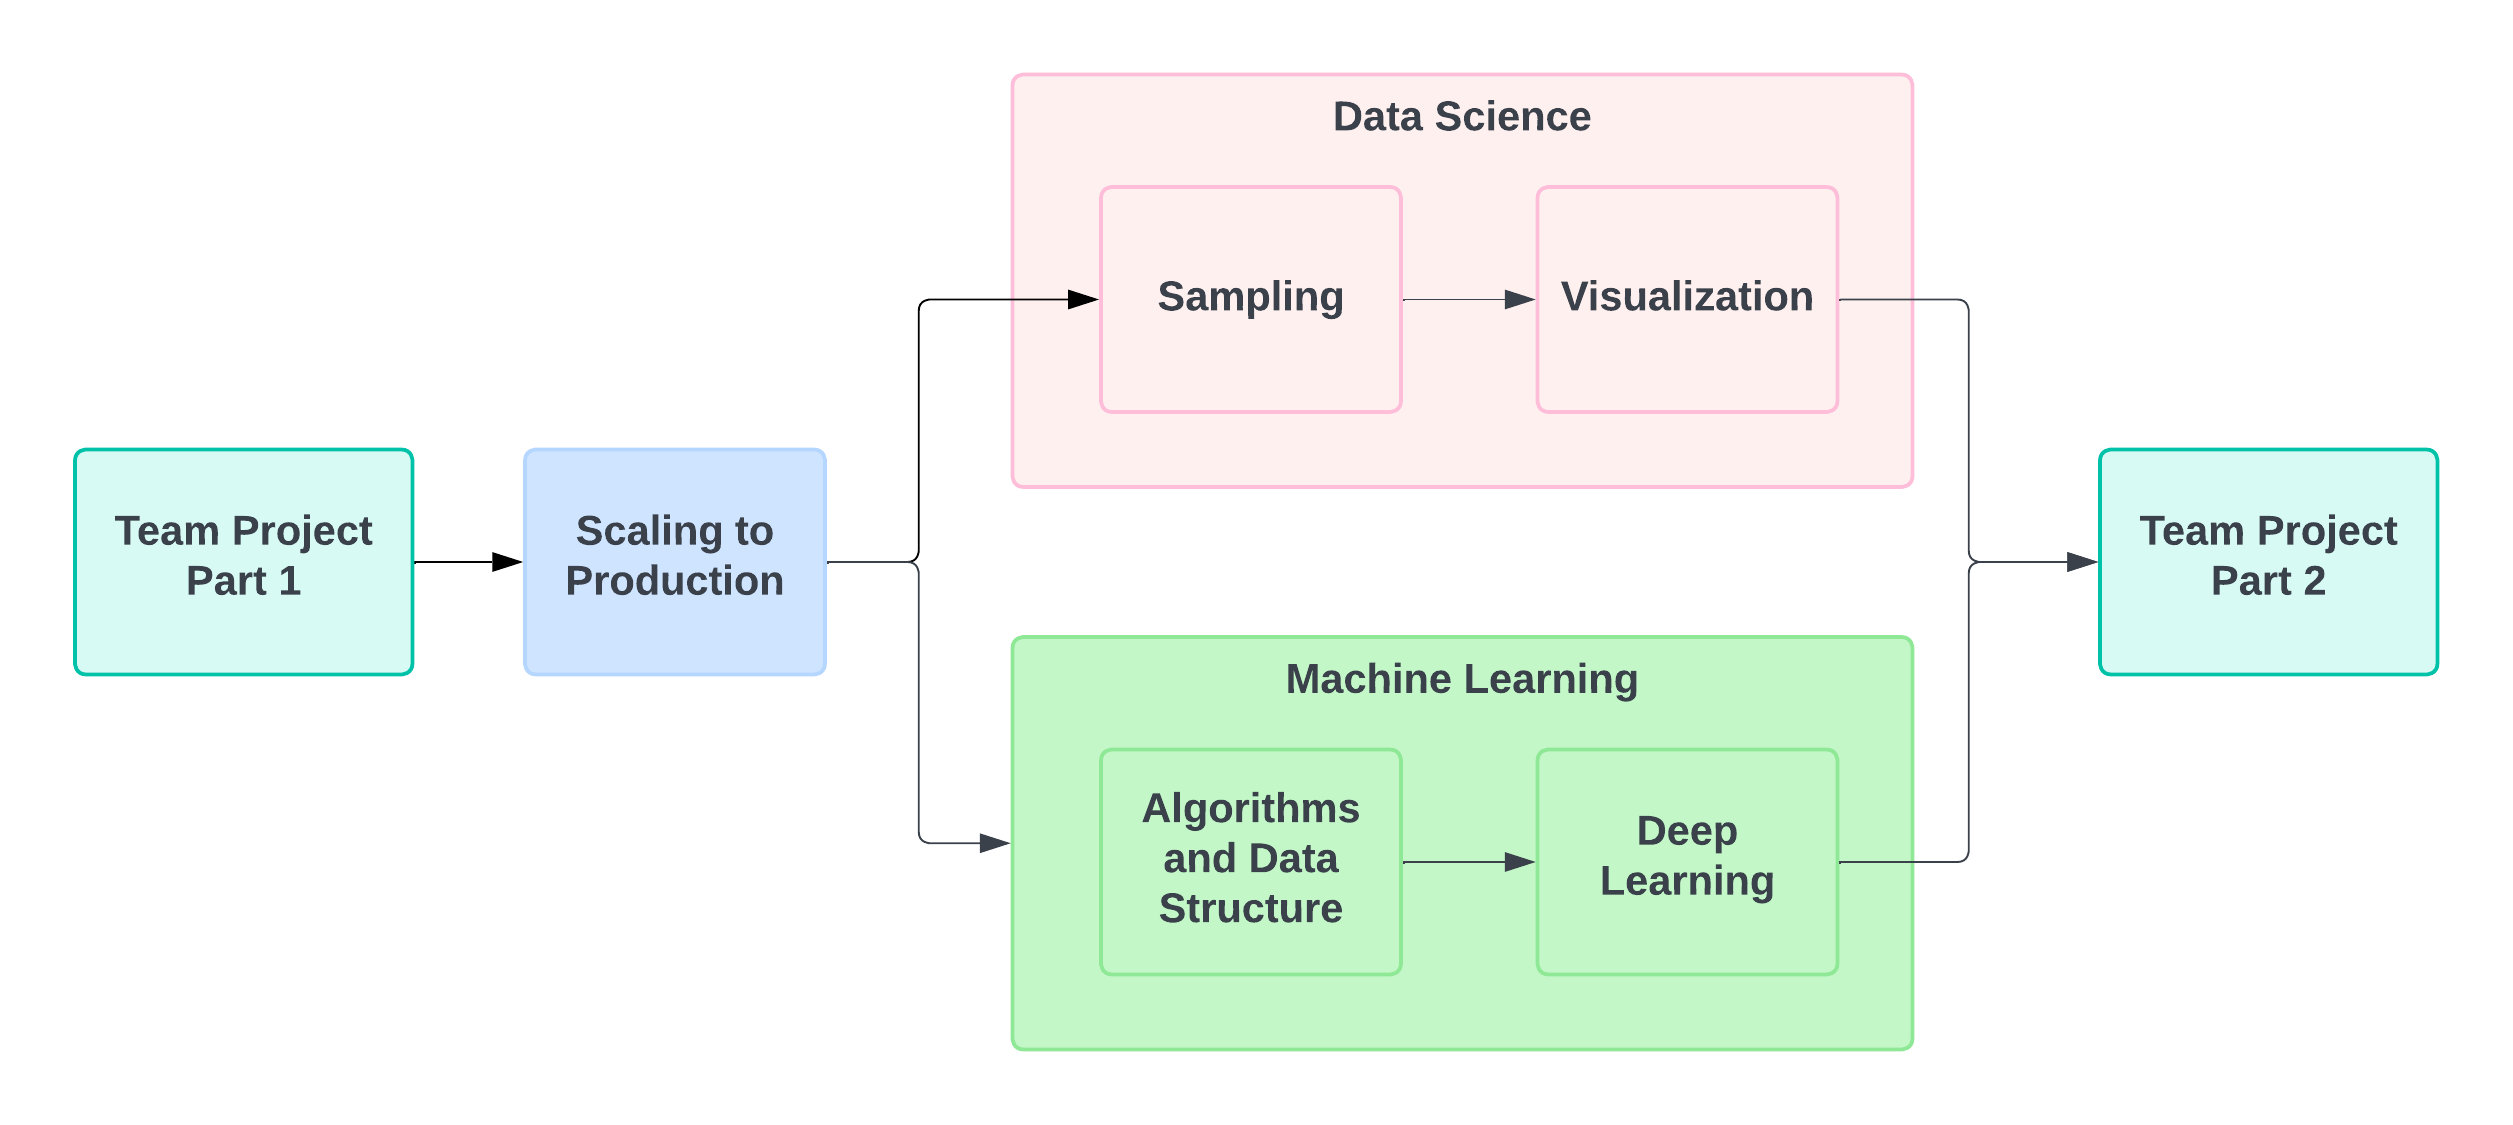 Data Science
Sampling
Visualization
Team Project
Part 1
Scaling to
Production
Team Project
Part 2
Machine Learning
Algorithms
and Data
Structure
Deep
Learning